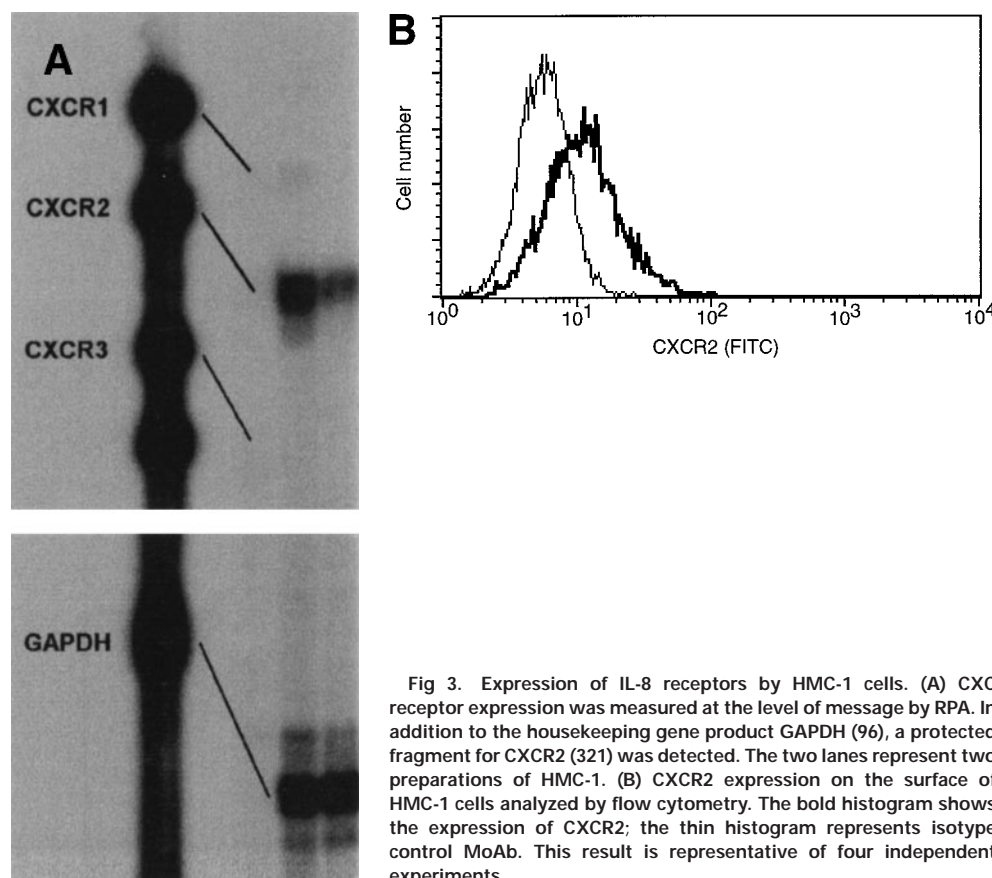 A
CXCR1
CXCR2
CXCR3
GAPDH
B
Cell number
10^0 10^1 10^2 10^3 10^4
CXCR2 (FITC)
Fig 3. Expression of IL-8 receptors by HMC-1 cells. (A) CXC
receptor expression was measured at the level of message by RPA. In
addition to the housekeeping gene product GAPDH (96), a protected
fragment for CXCR2 (321) was detected. The two lanes represent two
preparations of HMC-1. (B) CXCR2 expression on the surface of
HMC-1 cells analyzed by flow cytometry. The bold histogram shows
the expression of CXCR2; the thin histogram represents isotype
control MoAb. This result is representative of four independent
experiments